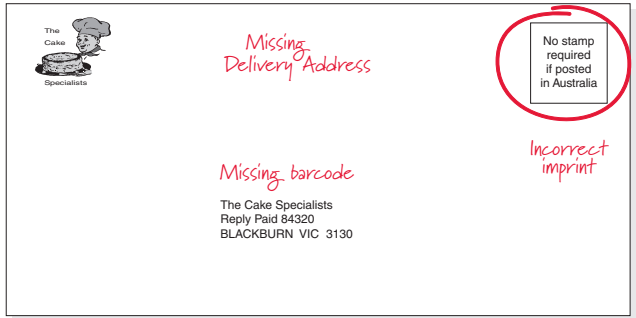 The
Cake
Specialists
Missing
Delivery Address
No stamp
required
if posted
in Australia
Incorrect
imprint
Missing barcode
The Cake Specialists
Reply Paid 84320
BLACKBURN VIC 3130